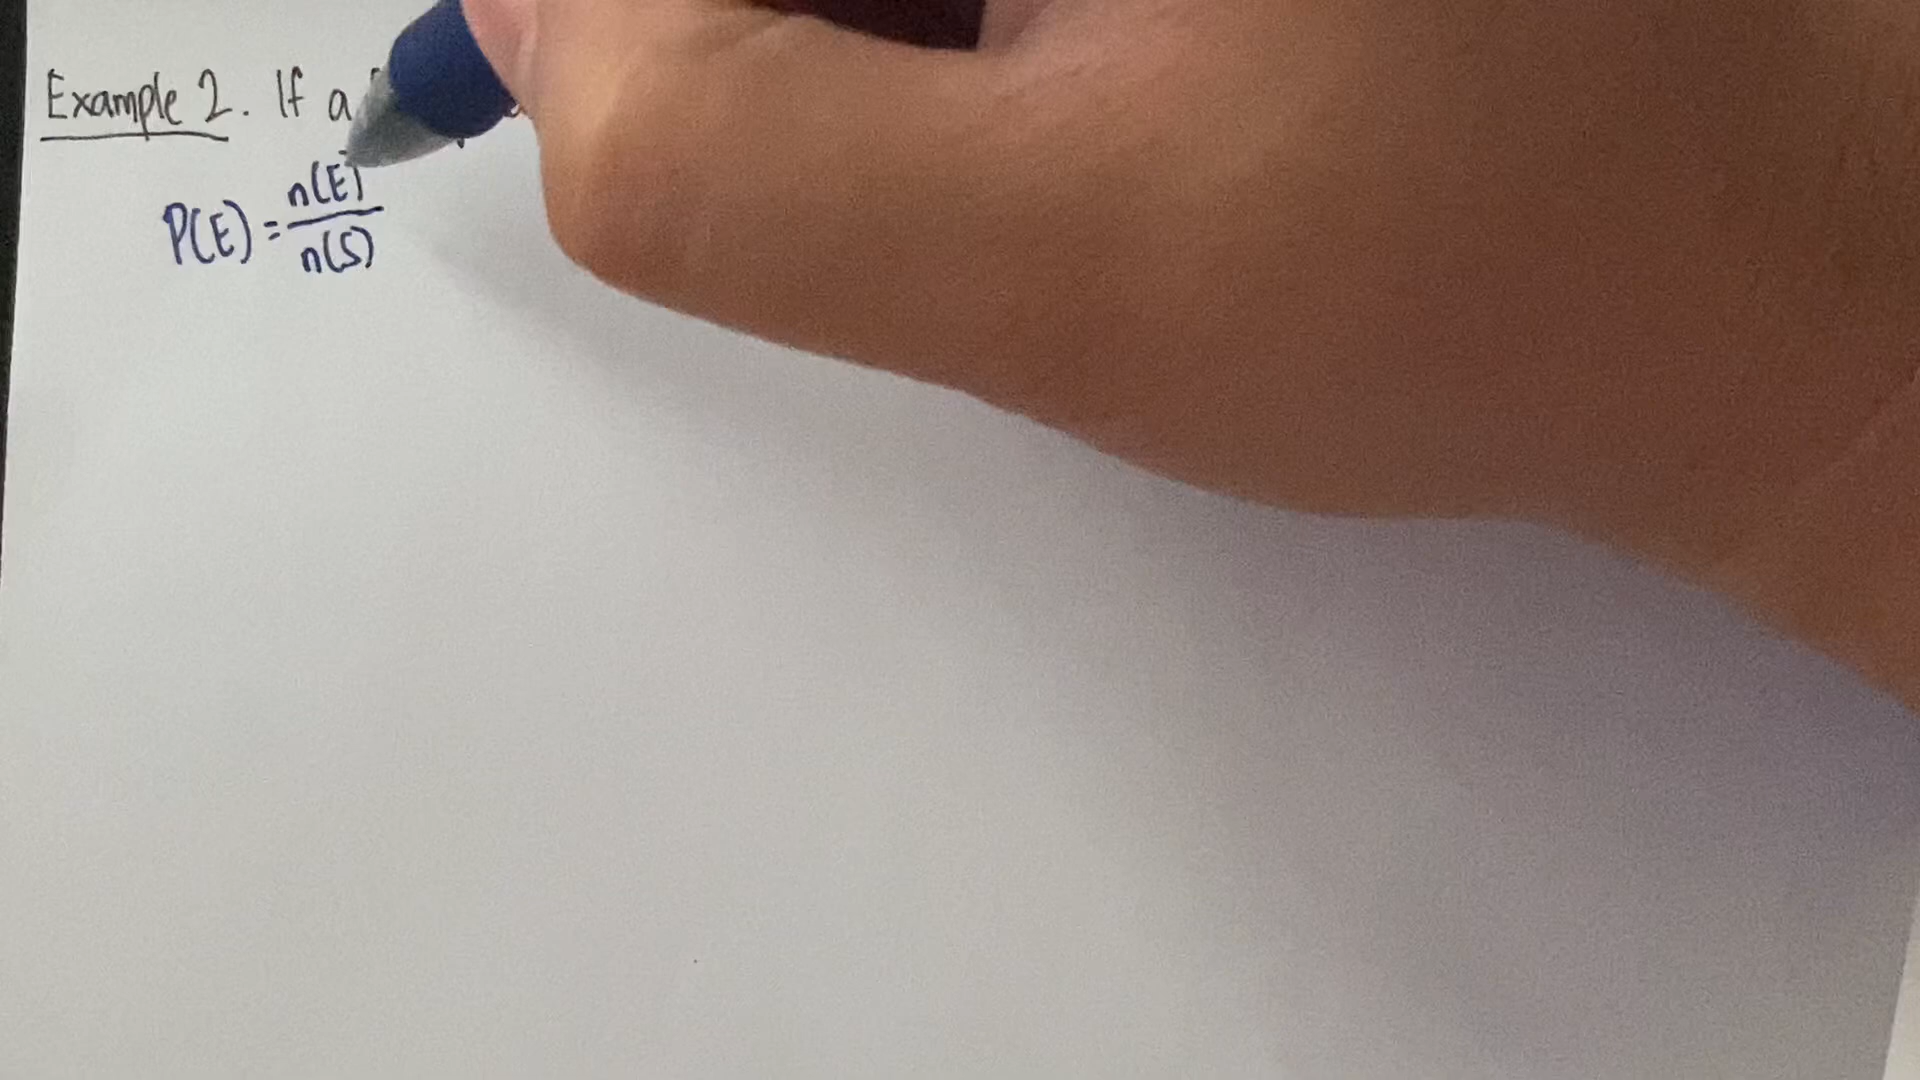 Example 2. If a
P(E) = n(E)
n(S)